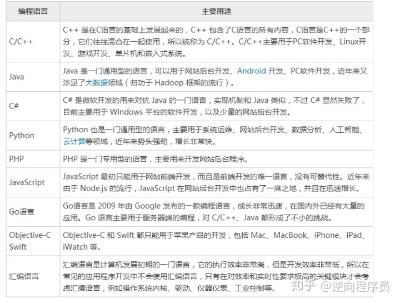 编程语言 主要用途
C++ 是在C语言的基础上发展起来的，C++ 包含了C语言的所有内容，C语言是C++的一个部
C/C++ 分，它们往往混合在一起使用，所以统称为 C/C++。C/C++主要用于PC软件开发、Linux开
发、游戏开发、单片机和嵌入式系统。
Java 是一门通用型的语言，可以用于网站后台开发、Android 开发、PC软件开发，近年来又
Java 涉足了大数据领域（归功于 Hadoop 框架的流行）。
C# 是微软开发的用来对抗 Java 的一门语言，实现机制和 Java 类似，不过 C# 显然失败了，
C# 目前主要用于 Windows 平台的软件开发，以及少量的网站后台开发。
Python 也是一门通用型的语言，主要用于系统运维、网站后台开发、数据分析、人工智能、
Python 云计算等领域，近年来势头强劲，增长非常快。
PHP PHP 是一门专用型的语言，主要用来开发网站后台程序。
JavaScript 最初只能用于网站前端开发，而且是前端开发的唯一语言，没有可替代性。近年来由
JavaScript 于 Node.js 的流行，JavaScript 在网站后台开发中也占有了一席之地，并且在迅速增长。
Go语言是 2009 年由 Google 发布的一款编程语言，成长非常迅速，在国内外已经有大量的
Go语言 应用。Go 语言主要用于服务器端的编程，对 C/C++、Java 都形成了不小的挑战。
Objective-C Objective-C 和 Swift 都只能用于苹果产品的开发，包括 Mac、MacBook、iPhone、iPad、
Swift iWatch 等。
汇编语言是计算机发展初期的一门语言，它的执行效率非常高，但是开发效率非常低，所以在
汇编语言 常见的应用程序开发中不会使用汇编语言，只有在对效率和实时性要求极高的关键模块才会考
虑汇编语言，例如操作系统内核、驱动、仪器仪表、工业控制等。
知乎 @逆向程序员